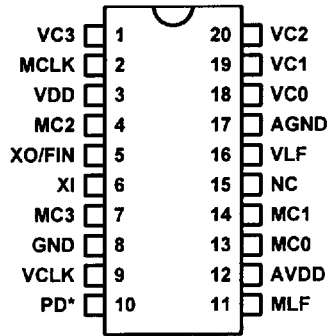 VC3 1 20 VC2
MCLK 2 19 VC1
VDD 3 18 VC0
MC2 4 17 AGND
XO/FIN 5 16 VLF
XI 6 15 NC
MC3 7 14 MC1
GND 8 13 MC0
VCLK 9 12 AVDD
PD* 10 11 MLF